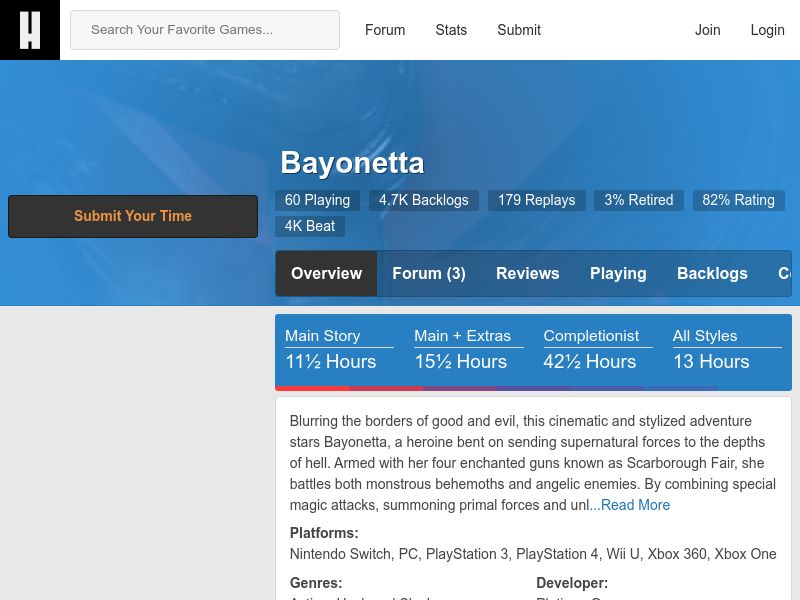 Search Your Favorite Games...
Forum
Stats
Submit
Join
Login
Bayonetta
60 Playing
4.7K Backlogs
179 Replays
3% Retired
82% Rating
4K Beat
Submit Your Time
Overview
Forum (3)
Reviews
Playing
Backlogs
Main Story
Main + Extras
Completionist
All Styles
11½ Hours
15½ Hours
42½ Hours
13 Hours
Blurring the borders of good and evil, this cinematic and stylized adventure
stars Bayonetta, a heroine bent on sending supernatural forces to the depths
of hell. Armed with her four enchanted guns known as Scarborough Fair, she
battles both monstrous behemoths and angelic enemies. By combining special
magic attacks, summoning primal forces and unl...Read More
Platforms:
Nintendo Switch, PC, PlayStation 3, PlayStation 4, Wii U, Xbox 360, Xbox One
Genres:
Developer: